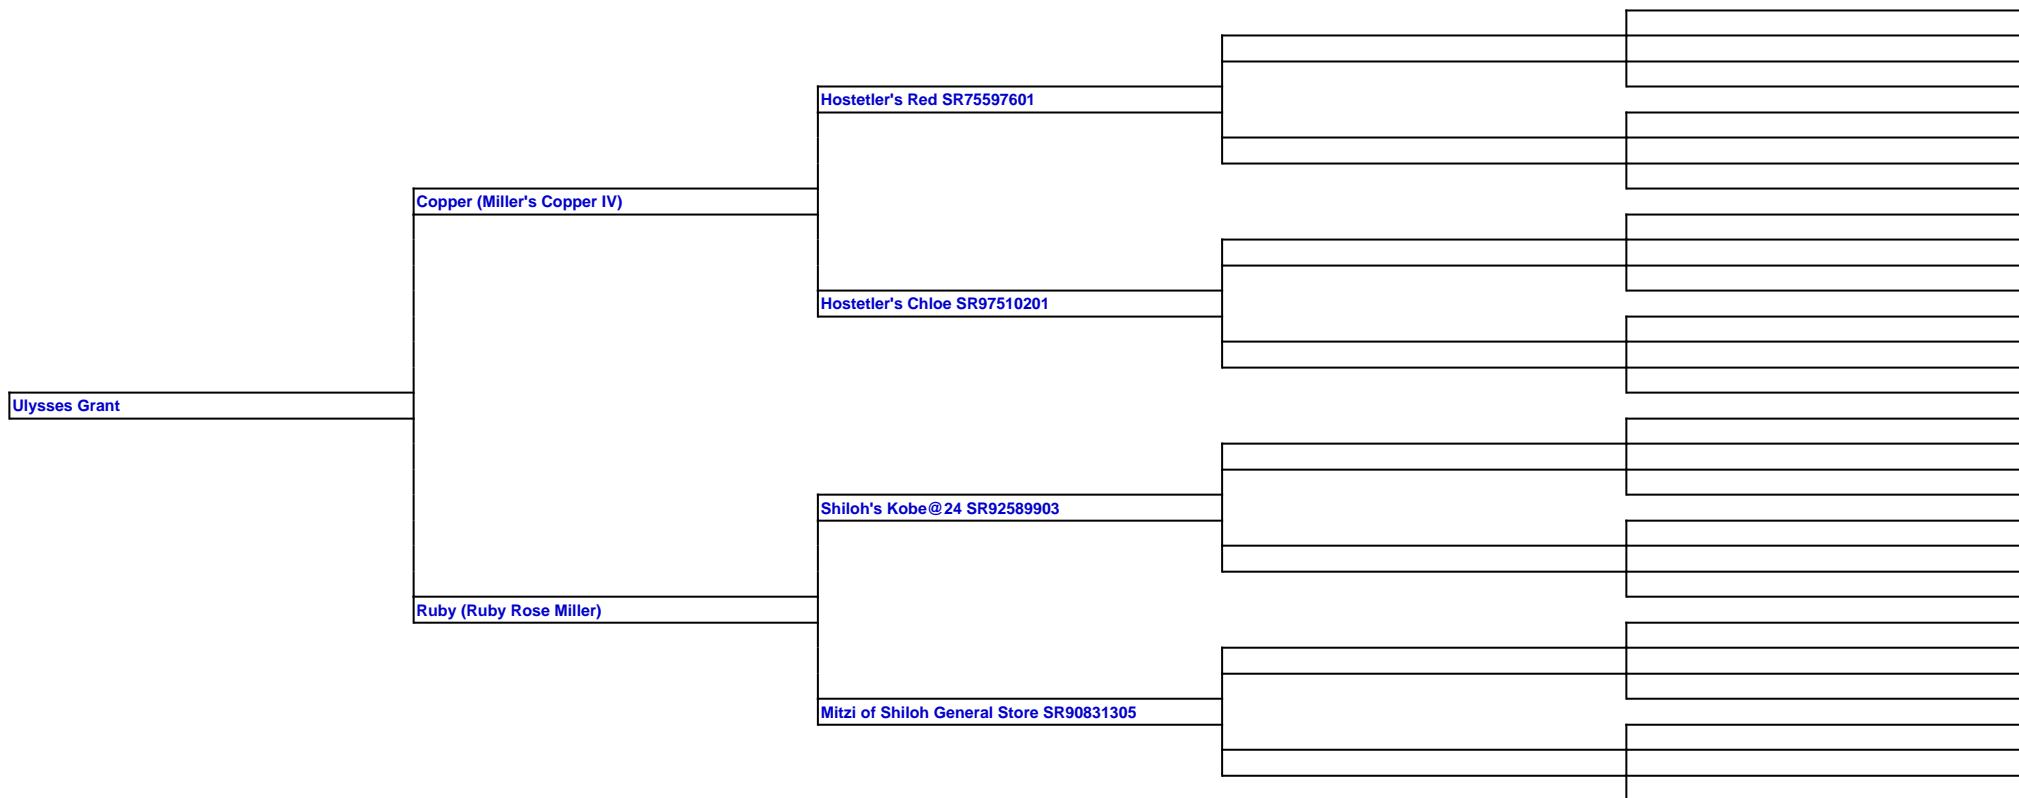 Hostetler's Red SR75597601
Copper (Miller's Copper IV)
Hostetler's Chloe SR97510201
Ulysses Grant
Shiloh's Kobe@24 SR92589903
Ruby (Ruby Rose Miller)
Mitzi of Shiloh General Store SR90831305